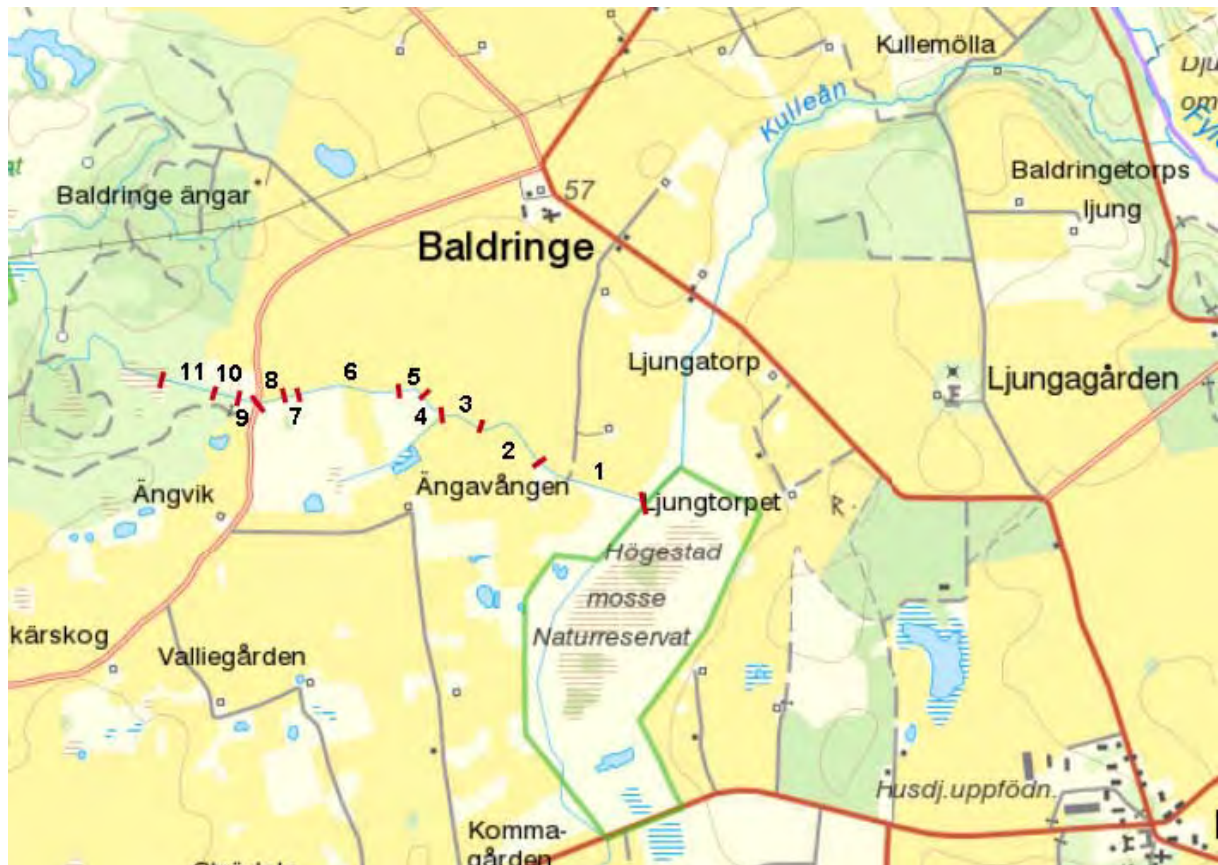 Kullemölla
Kulleån
Baldringe ängar
57
Baldringetorps
ljung
Baldringe
Ljungatorp
Ljungagården
11
10
9
8
7
6
5
4
3
2
1
Ängavången
Ängvik
Ljungtorpet
Högestad
mosse
Naturreservat
R
kärskog
Valliegården
husdj.uppfödn.
Komma-
gården